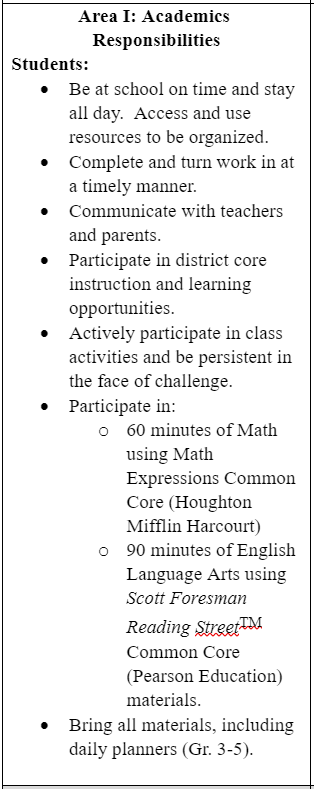 Area I: Academics
Responsibilities
Students:
• Be at school on time and stay
all day.  Access and use
resources to be organized.
• Complete and turn work in at
a timely manner.
• Communicate with teachers
and parents.
• Participate in district core
instruction and learning
opportunities.
• Actively participate in class
activities and be persistent in
the face of challenge.
• Participate in:
o 60 minutes of Math
using Math
Expressions Common
Core (Houghton
Mifflin Harcourt)
o 90 minutes of English
Language Arts using
Scott Foresman
Reading Street™
Common Core
(Pearson Education)
materials.
• Bring all materials, including
daily planners (Gr. 3-5).